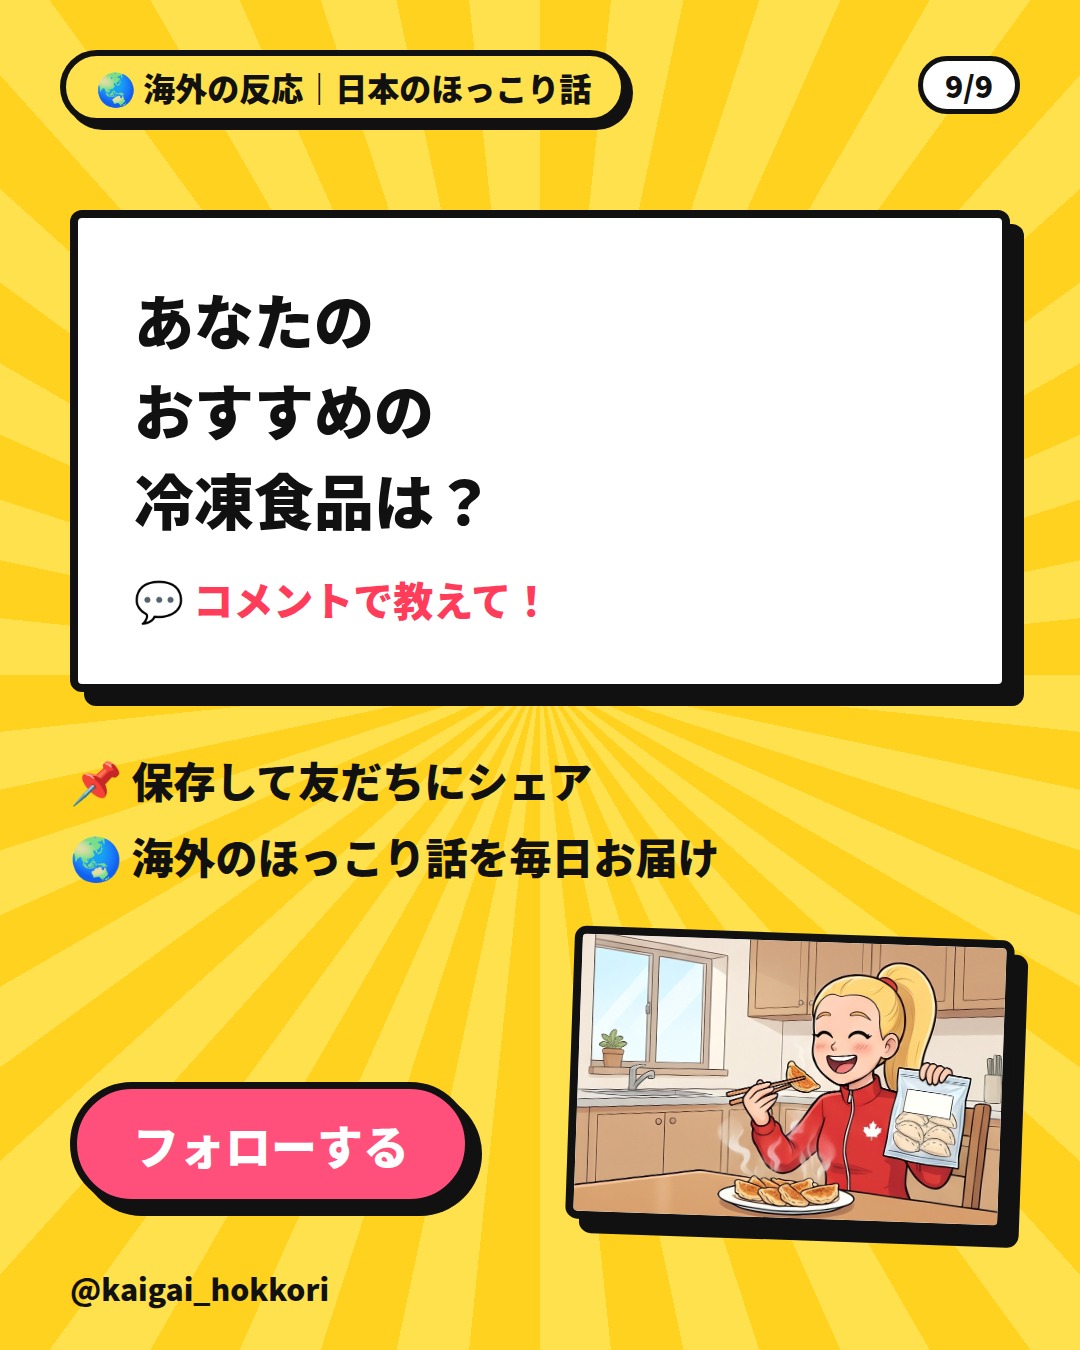 🌏 海外の反応｜日本のほっこり話
9/9
あなたの
おすすめの
冷凍食品は？
💬 コメントで教えて！
📌 保存して友だちにシェア
🌏 海外のほっこり話を毎日お届け
フォローする
@kaigai_hokkori